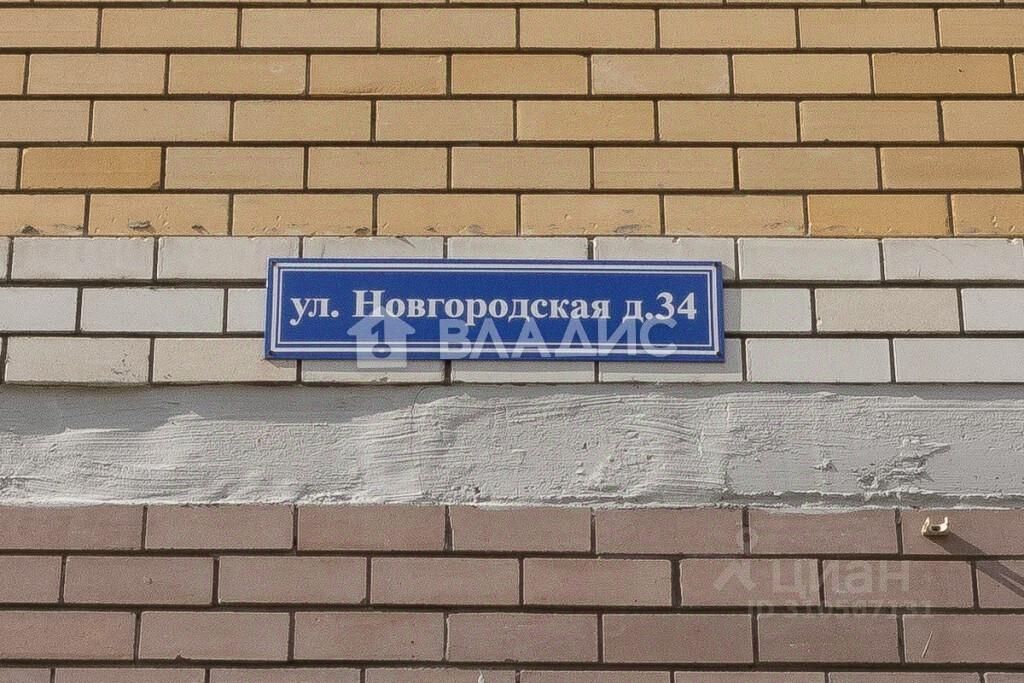 ул. Новгородская д.34
ВЛАДИС
циан